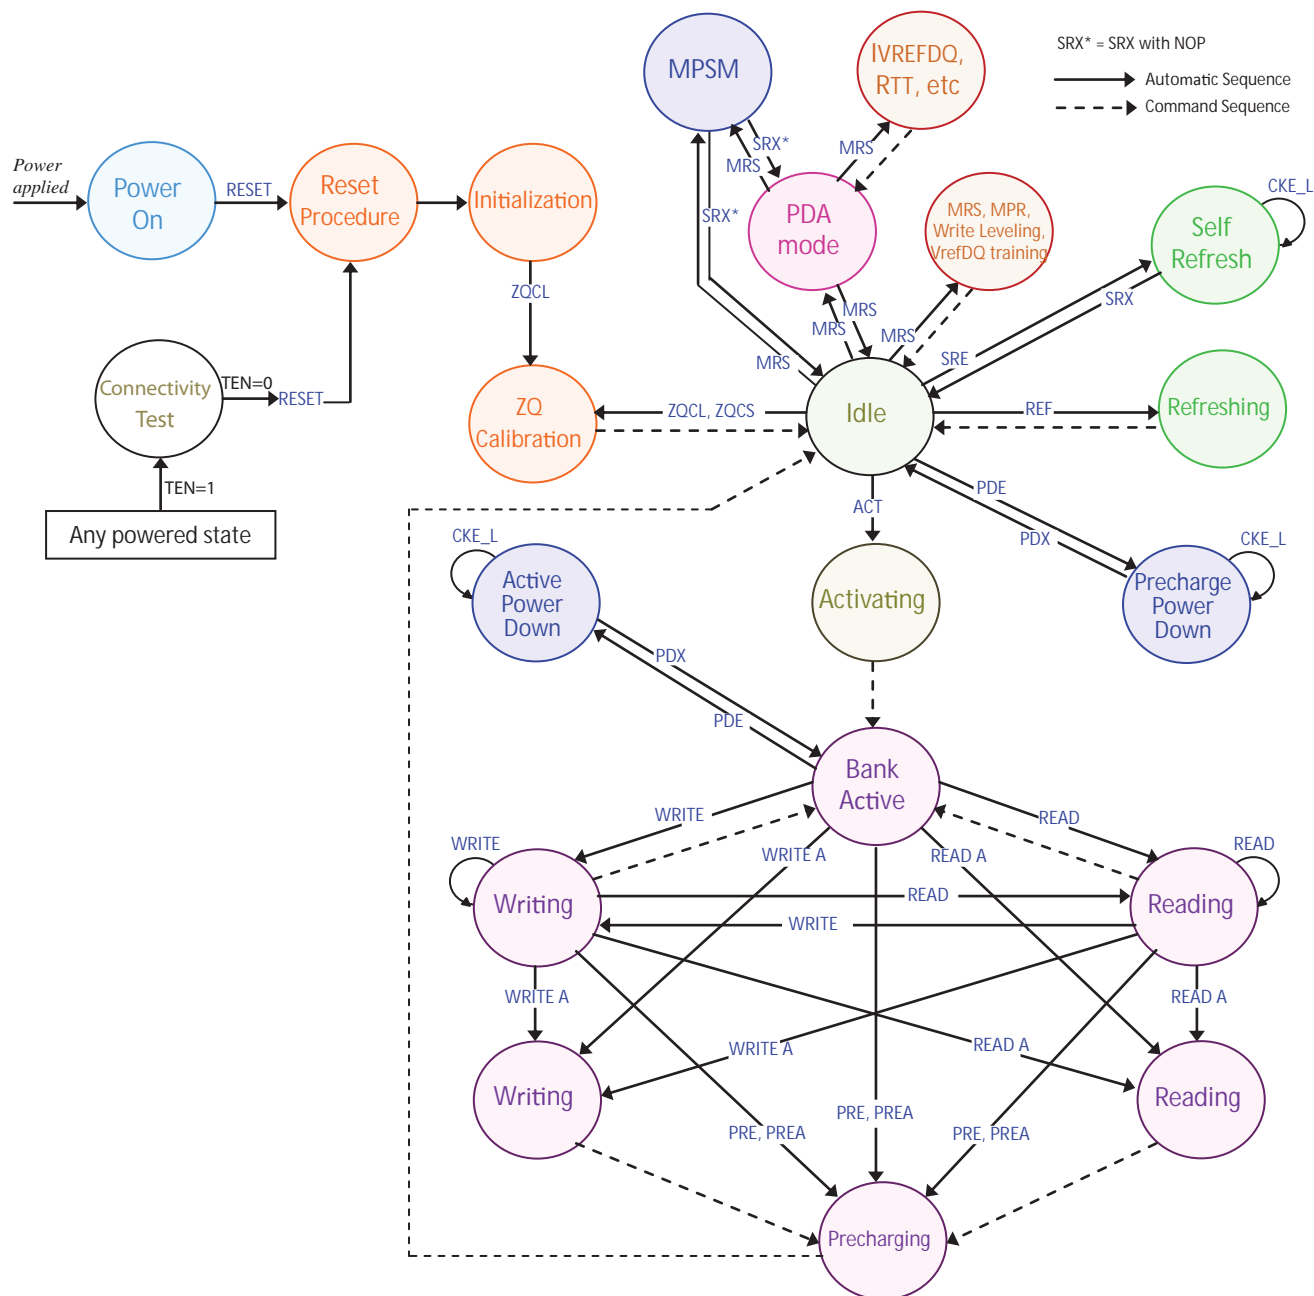 MPSM
IVREFDQ,
RTT, etc
SRX* = SRX with NOP
Automatic Sequence
Command Sequence
Power
applied
Power
On
RESET
Reset
Procedure
Initialization
SRX*
MRS
MRS
PDA
mode
SRX*
MRS, MPR,
Write Leveling,
VrefDQ training
CKE_L
Self
Refresh
ZQCL
MRS
MRS
MRS
MRS
SRX
SRE
Connectivity
Test
TEN=0
RESET
ZQ
Calibration
ZQCL, ZQCS
Idle
REF
Refreshing
TEN=1
Any powered state
ACT
PDE
PDX
CKE_L
Active
Power
Down
Activating
CKE_L
Precharge
Power
Down
PDX
PDE
Bank
Active
WRITE
READ
WRITE
WRITE A
READ A
READ
Writing
READ
Reading
WRITE
WRITE A
READ A
WRITE A
READ A
Writing
Reading
PRE, PREA
PRE, PREA
PRE, PREA
Precharging